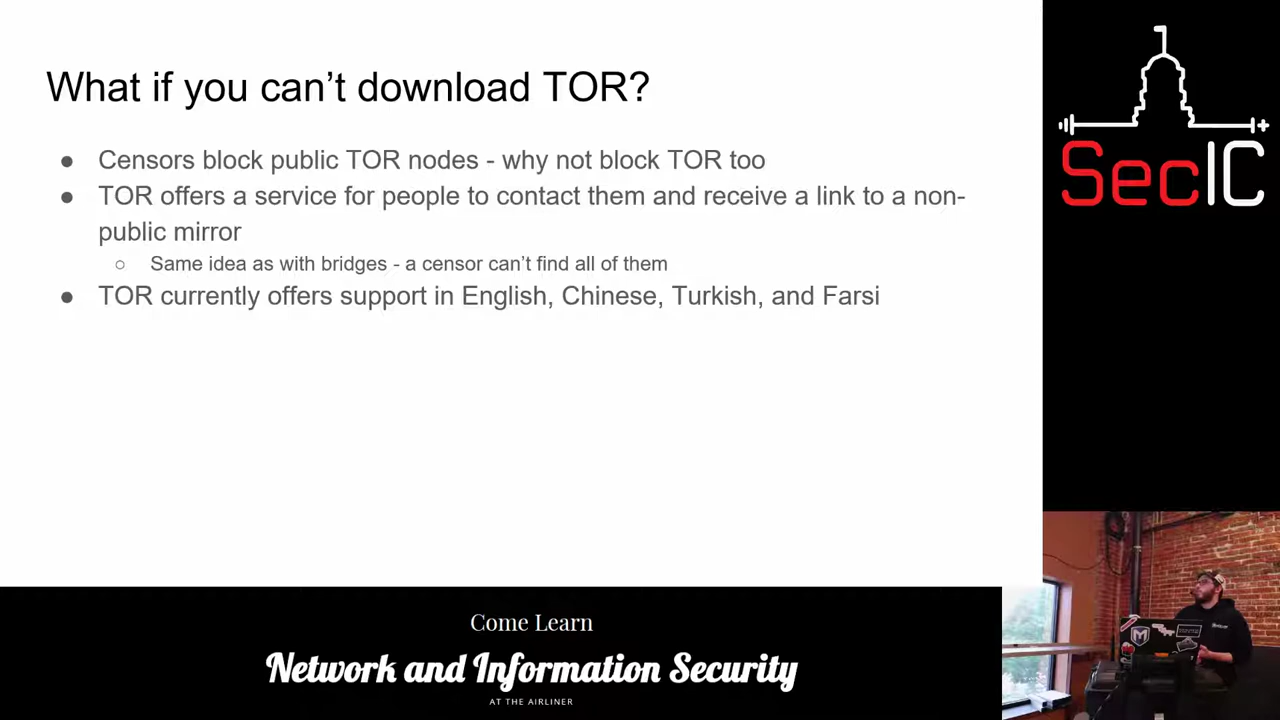 What if you can't download TOR?
● Censors block public TOR nodes - why not block TOR too
● TOR offers a service for people to contact them and receive a link to a non-
public mirror
○ Same idea as with bridges - a censor can't find all of them
● TOR currently offers support in English, Chinese, Turkish, and Farsi
SecIC
Come Learn
Network and Information Security
AT THE AIRLINER